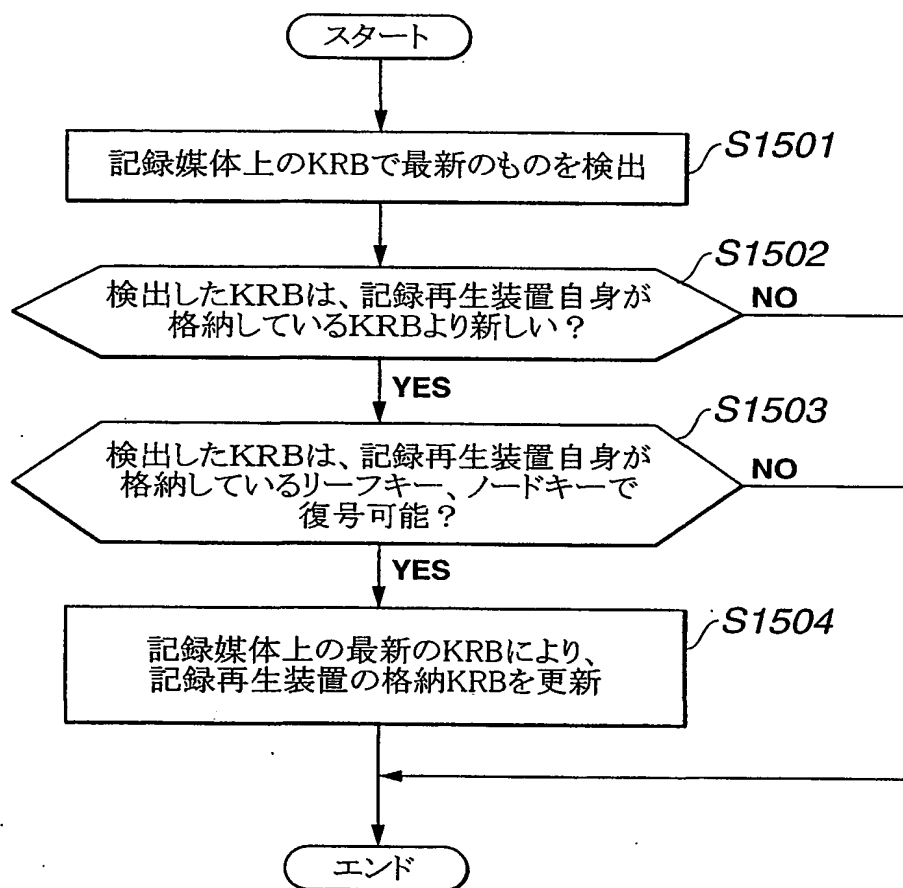 スタート
S1501
記録媒体上のKRBで最新のものを検出
S1502
検出したKRBは、記録再生装置自身が
格納しているKRBより新しい？
NO
YES
S1503
検出したKRBは、記録再生装置自身が
格納しているリーフキー、ノードキーで
復号可能？
NO
YES
S1504
記録媒体上の最新のKRBにより、
記録再生装置の格納KRBを更新
エンド